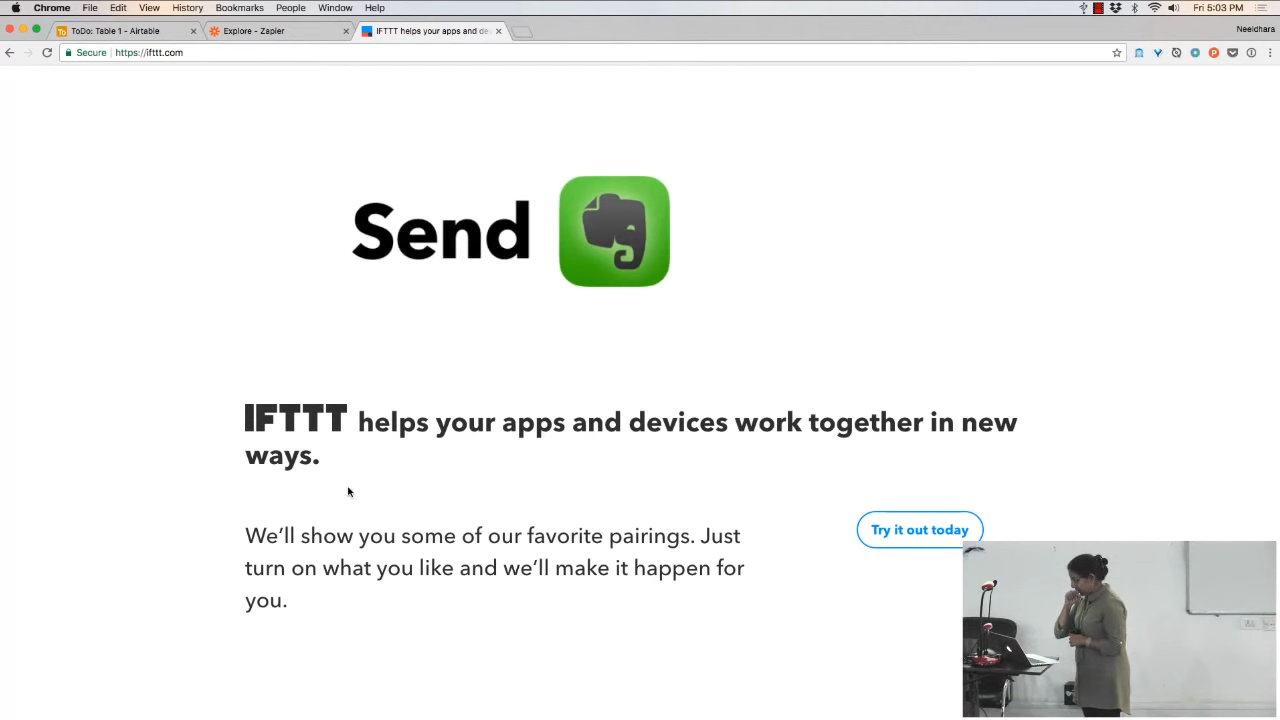 Chrome File Edit View History Bookmarks People Window Help Fri 5:03 PM
ToDo: Table 1 - Airtable Explore - Zapier IFTTT helps your apps and de Needhara
Secure https://ifttt.com
Send
IFTTT helps your apps and devices work together in new
ways.
We'll show you some of our favorite pairings. Just
Try it out today
turn on what you like and we'll make it happen for
you.